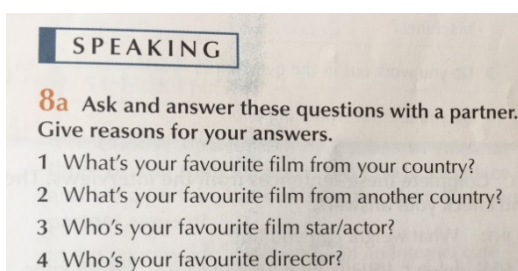 SPEAKING
8a Ask and answer these questions with a partner.
Give reasons for your answers.
1 What's your favourite film from your country?
2 What's your favourite film from another country?
3 Who's your favourite film star/actor?
4 Who's your favourite director?